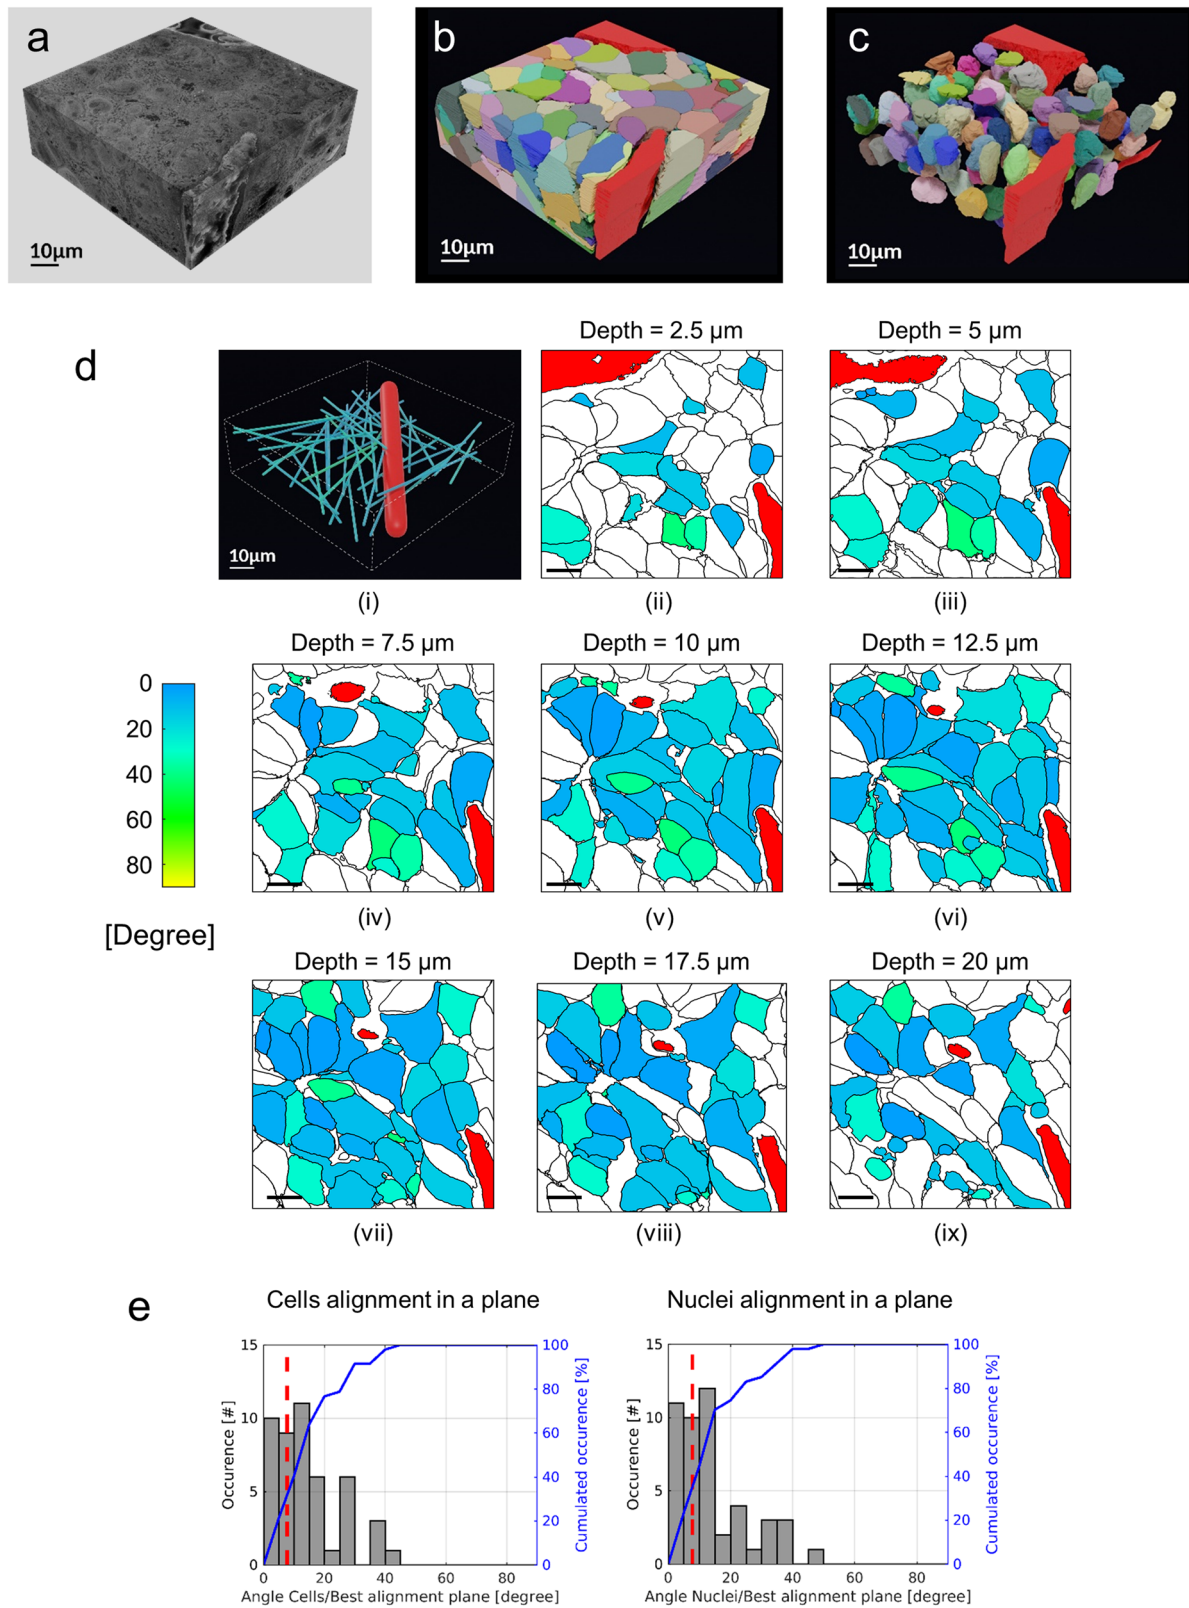 a
10µm
b
10µm
c
10µm
d
10µm
(i)
Depth = 2.5 µm
(ii)
Depth = 5 µm
(iii)
Depth = 7.5 µm
(iv)
Depth = 10 µm
(v)
Depth = 12.5 µm
(vi)
0
20
40
60
80
[Degree]
Depth = 15 µm
(vii)
Depth = 17.5 µm
(viii)
Depth = 20 µm
(ix)
e
Cells alignment in a plane
15
10
5
0
Occurence [#]
0 20 40 60 80
Angle Cells/Best alignment plane [degree]
100
80
60
40
20
0
Cumulated occurence [%]
Nuclei alignment in a plane
15
10
5
0
Occurence [#]
0 20 40 60 80
Angle Nuclei/Best alignment plane [degree]
100
80
60
40
20
0
Cumulated occurence [%]